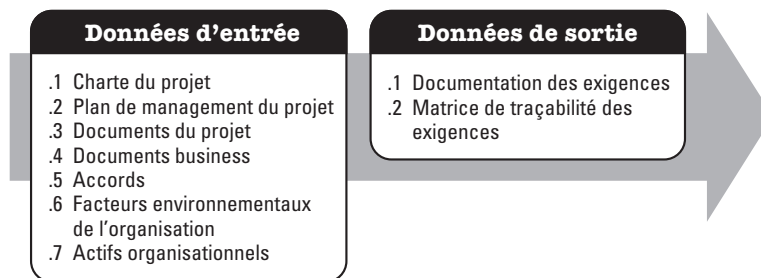 Données d’entrée
.1 Charte du projet
.2 Plan de management du projet
.3 Documents du projet
.4 Documents business
.5 Accords
.6 Facteurs environnementaux
de l’organisation
.7 Actifs organisationnels
Données de sortie
.1 Documentation des exigences
.2 Matrice de traçabilité des
exigences